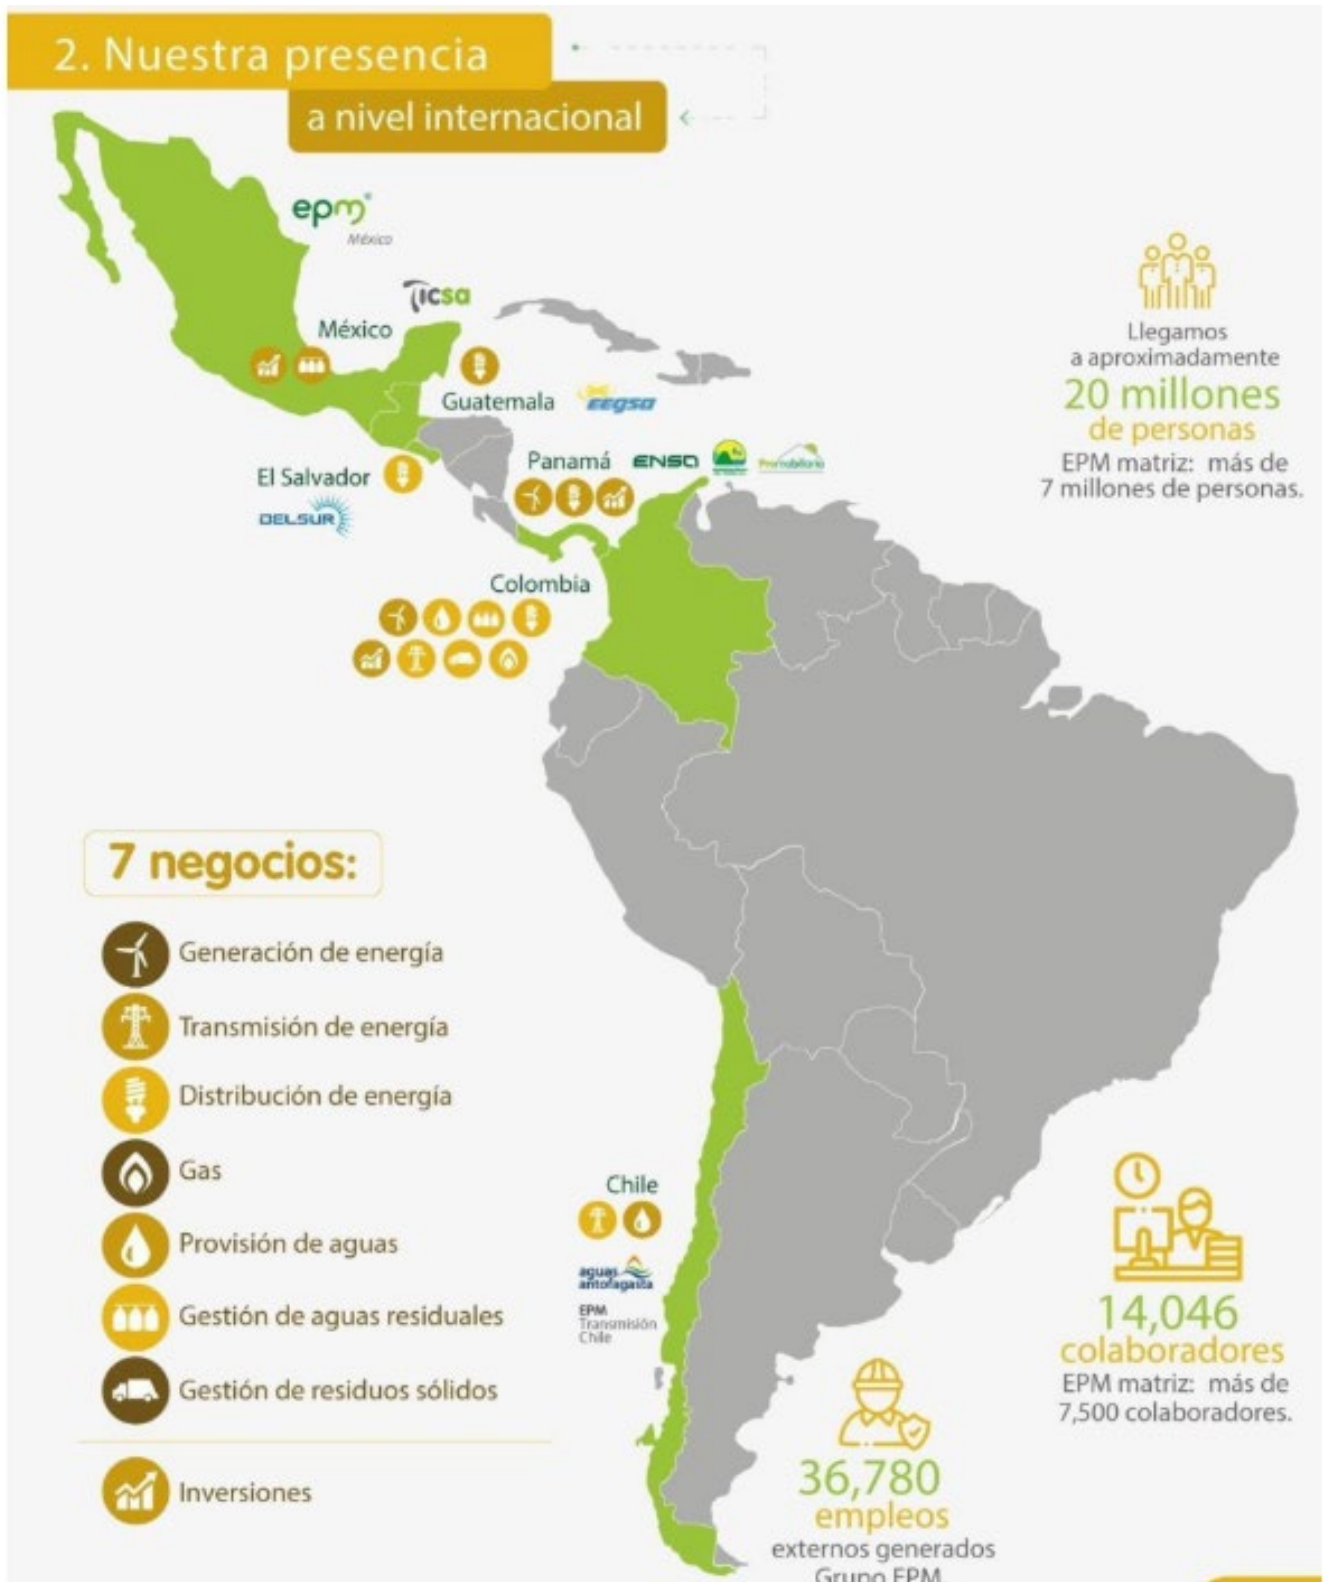 2. Nuestra presencia
a nivel internacional
epm
México
ticsa
México
Guatemala
eegsa
El Salvador
DELSUR
Panamá
ENSA
Colombia
Llegamos
a aproximadamente
20 millones
de personas
EPM matriz: más de
7 millones de personas.
7 negocios:
Generación de energía
Transmisión de energía
Distribución de energía
Gas
Provisión de aguas
Gestión de aguas residuales
Gestión de residuos sólidos
Inversiones
Chile
aguas
antofagasta
EPM
Transmisión
Chile
14,046
colaboradores
EPM matriz: más de
7,500 colaboradores.
36,780
empleos
externos generados
Grupo EPM.